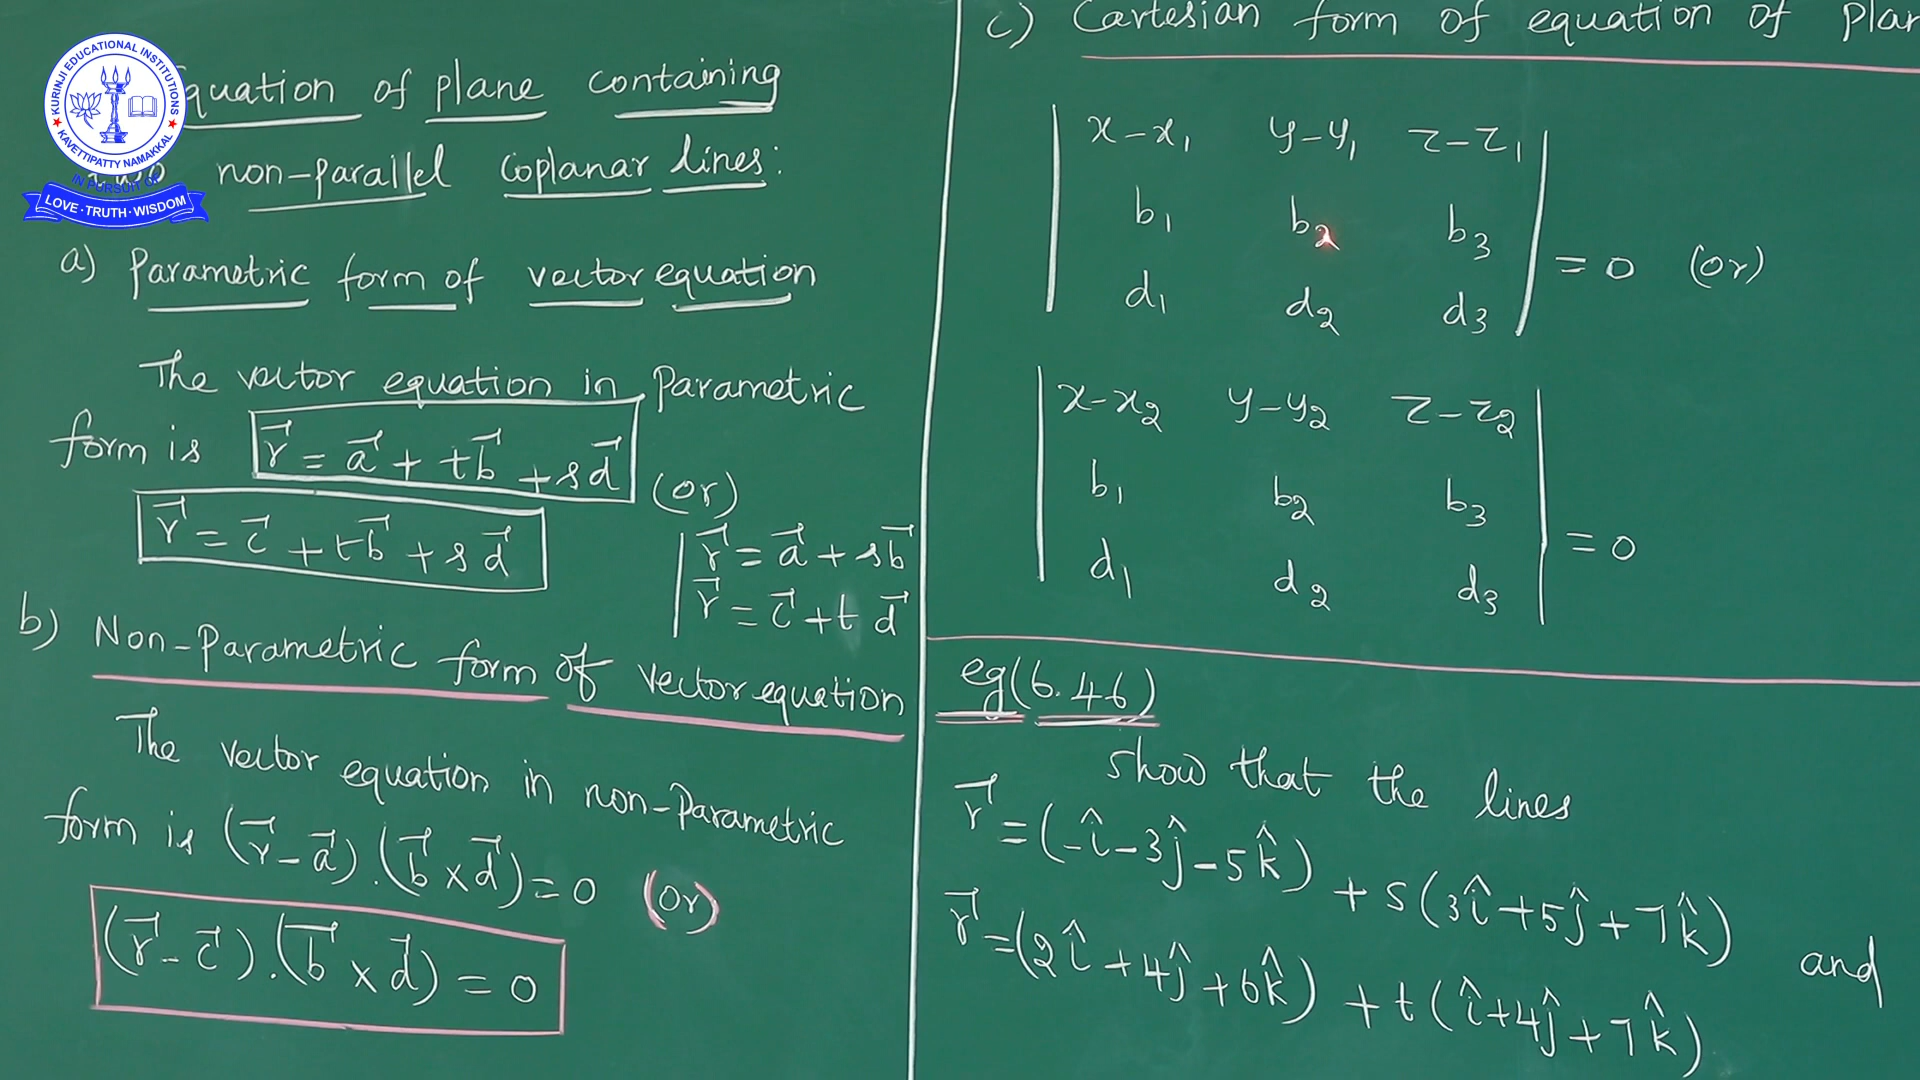 KURINJI EDUCATIONAL INSTITUTIONS
KAVETTIPATTY NAMAKKAL
IN PURSUIT OF
LOVE · TRUTH · WISDOM
quation of plane containing
non-parallel coplanar lines:
a) Parametric form of vector equation
The vector equation in Parametric
form is r⃗ = a⃗ + tb⃗ + sd⃗ (or)
r⃗ = c⃗ + tb⃗ + sd⃗
r⃗ = a⃗ + sb⃗
r⃗ = c⃗ + t d⃗
b) Non-Parametric form of vector equation
The vector equation in non-Parametric
form is (r⃗ - a⃗).(b⃗ × d⃗) = 0 (or)
(r⃗ - c⃗).(b⃗ × d⃗) = 0
c) Cartesian form of equation of plan
| x-x₁ y-y₁ z-z₁ |
| b₁ b₂ b₃ | = 0 (or)
| d₁ d₂ d₃ |
| x-x₂ y-y₂ z-z₂ |
| b₁ b₂ b₃ |
| d₁ d₂ d₃ | = 0
eg(6.46)
show that the lines
r⃗ = (-î-3ĵ-5k̂) + s(3î+5ĵ+7k̂) and
r⃗ = (2î+4ĵ+6k̂) + t(î+4ĵ+7k̂)